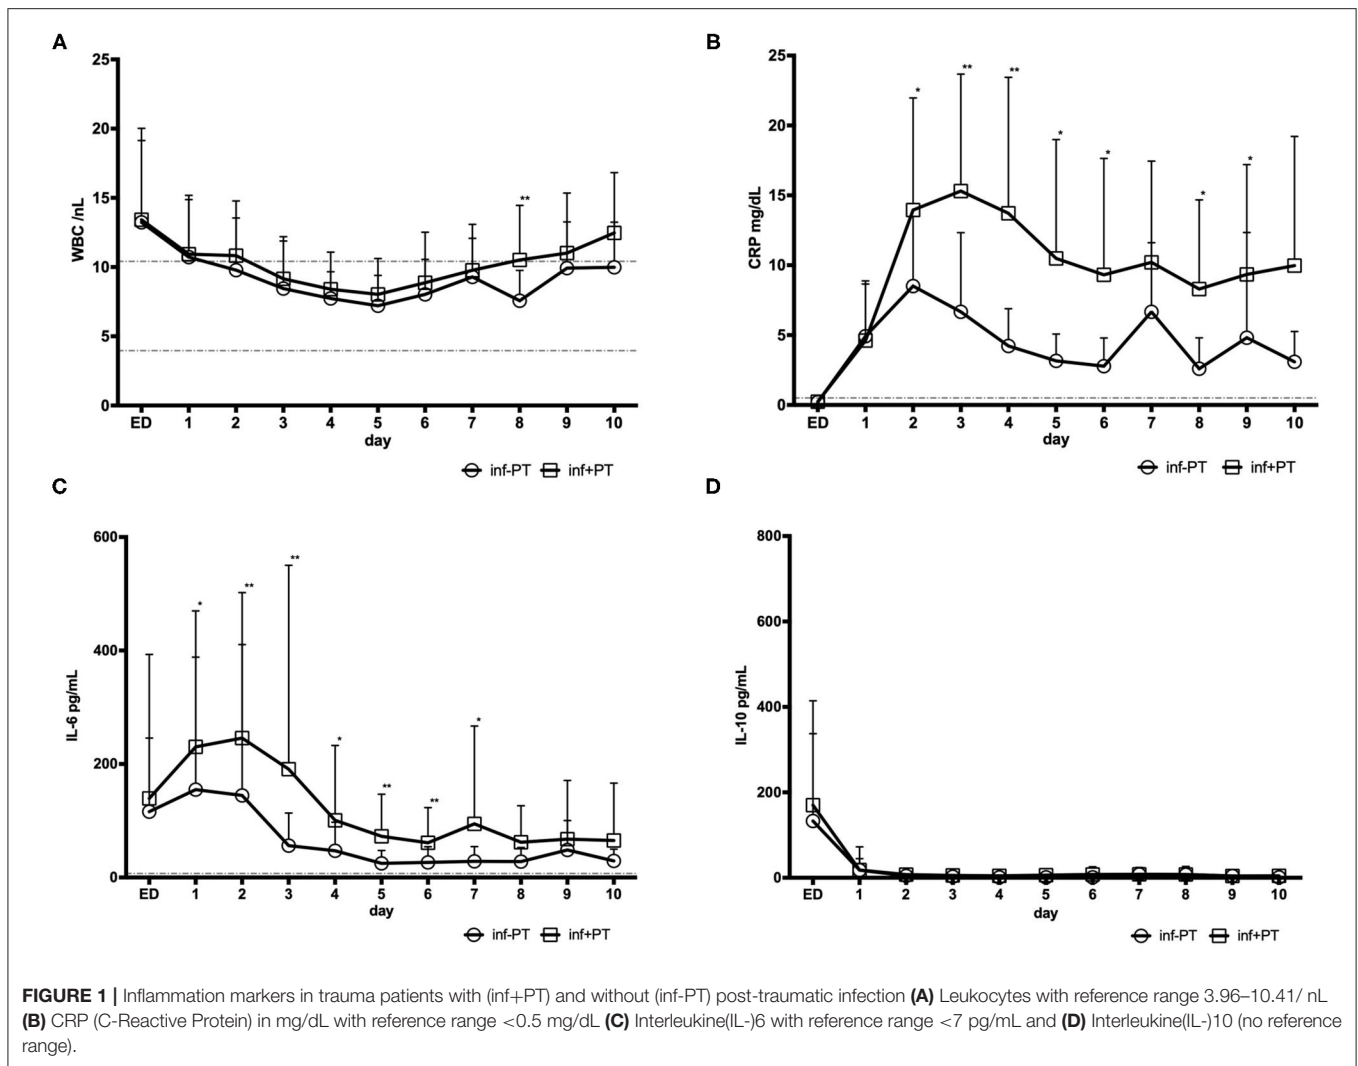 A
25
20
15
10
5
0
WBC /nL
**
ED 1 2 3 4 5 6 7 8 9 10
day
inf-PT inf+PT
B
25
20
15
10
5
0
CRP mg/dL
* ** ** * * * *
ED 1 2 3 4 5 6 7 8 9 10
day
inf-PT inf+PT
C
600
400
200
0
IL-6 pg/mL
* ** ** * ** ** *
ED 1 2 3 4 5 6 7 8 9 10
day
inf-PT inf+PT
D
800
600
400
200
0
IL-10 pg/mL
ED 1 2 3 4 5 6 7 8 9 10
day
inf-PT inf+PT
FIGURE 1 | Inflammation markers in trauma patients with (inf+PT) and without (inf-PT) post-traumatic infection (A) Leukocytes with reference range 3.96–10.41/ nL
(B) CRP (C-Reactive Protein) in mg/dL with reference range <0.5 mg/dL (C) Interleukine(IL-)6 with reference range <7 pg/mL and (D) Interleukine(IL-)10 (no reference
range).